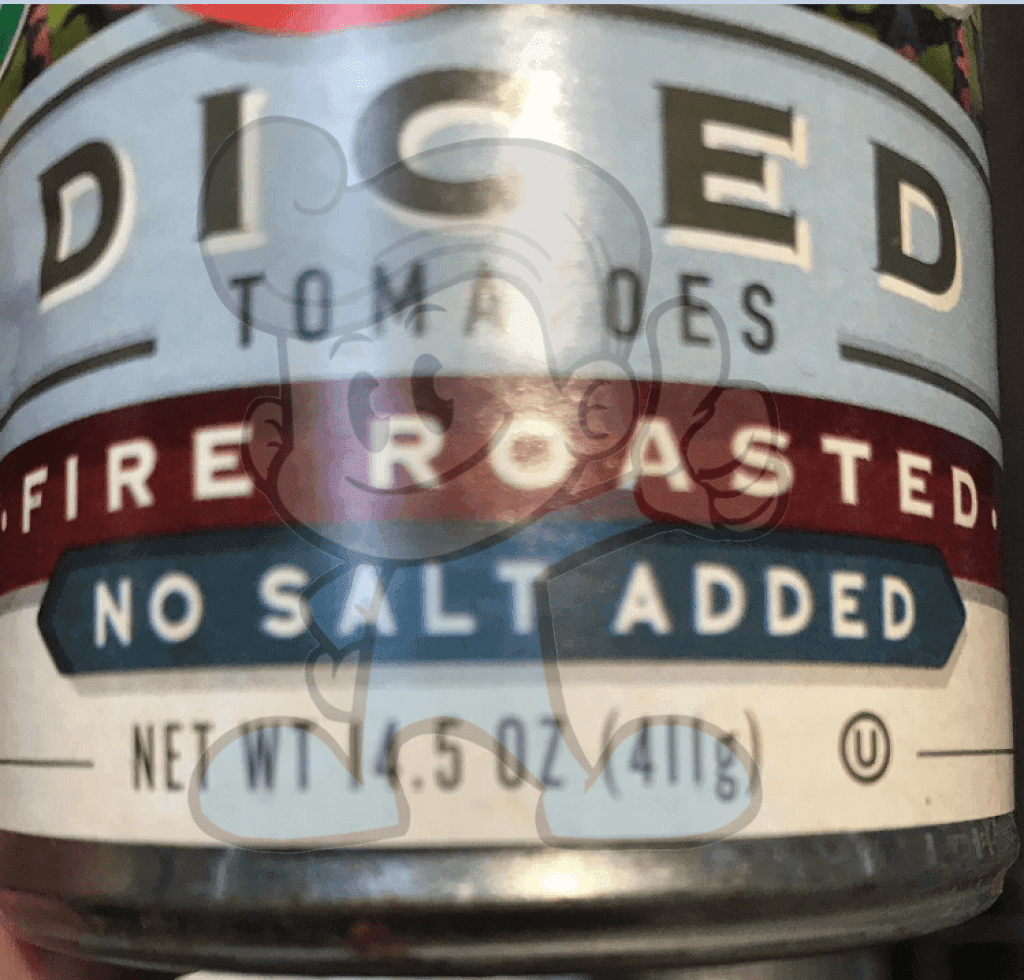 DICED
TOMATOES
·FIRE ROASTED·
NO SALT ADDED
NET WT 14.5 OZ (411g) U